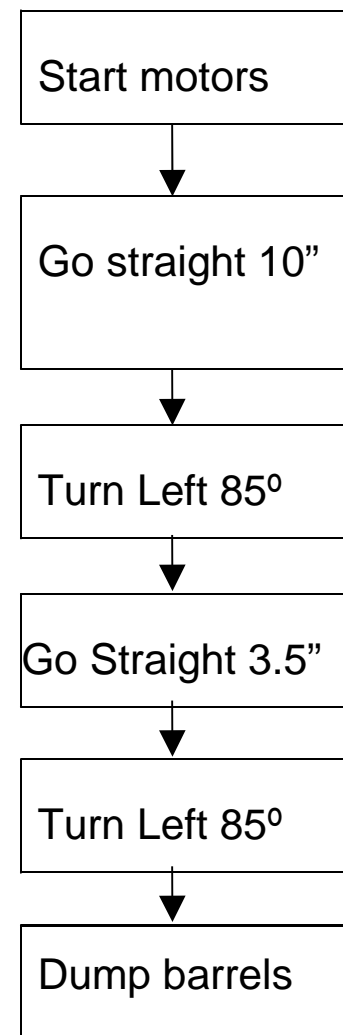 Start motors
Go straight 10”
Turn Left 85º
Go Straight 3.5”
Turn Left 85º
Dump barrels